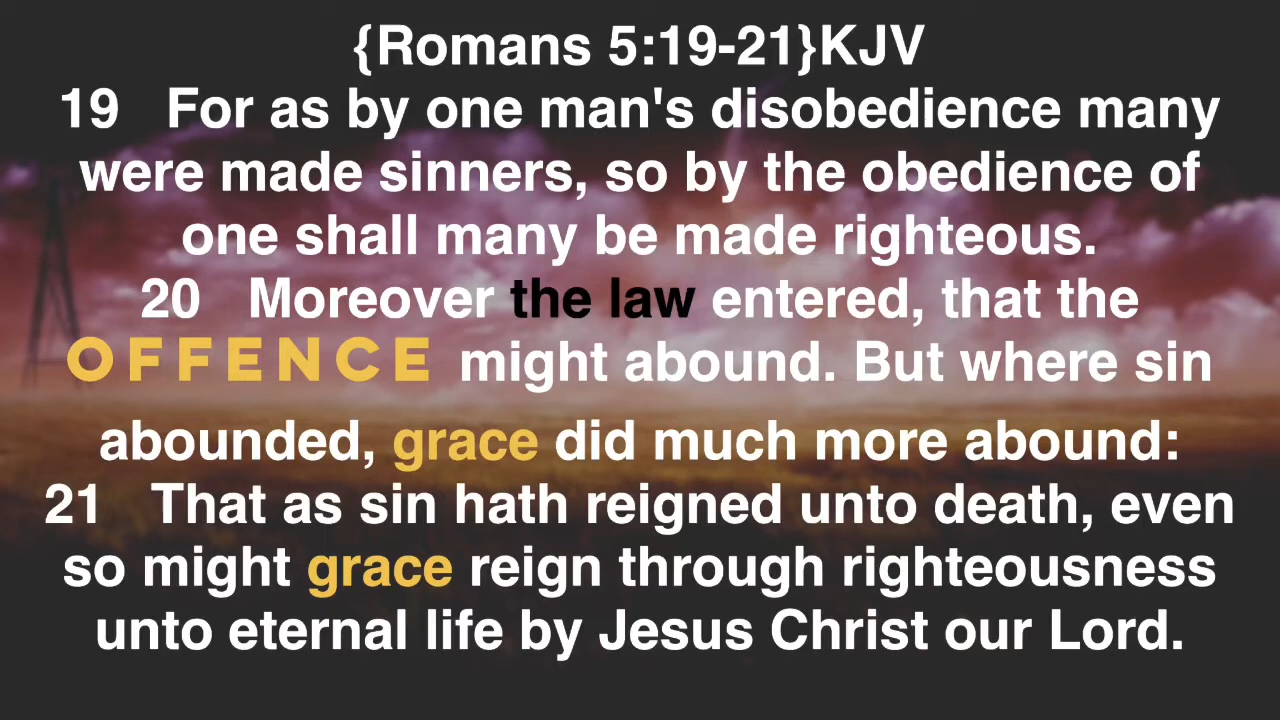 {Romans 5:19-21}KJV
19 For as by one man's disobedience many
were made sinners, so by the obedience of
one shall many be made righteous.
20 Moreover the law entered, that the
OFFENCE might abound. But where sin
abounded, grace did much more abound:
21 That as sin hath reigned unto death, even
so might grace reign through righteousness
unto eternal life by Jesus Christ our Lord.